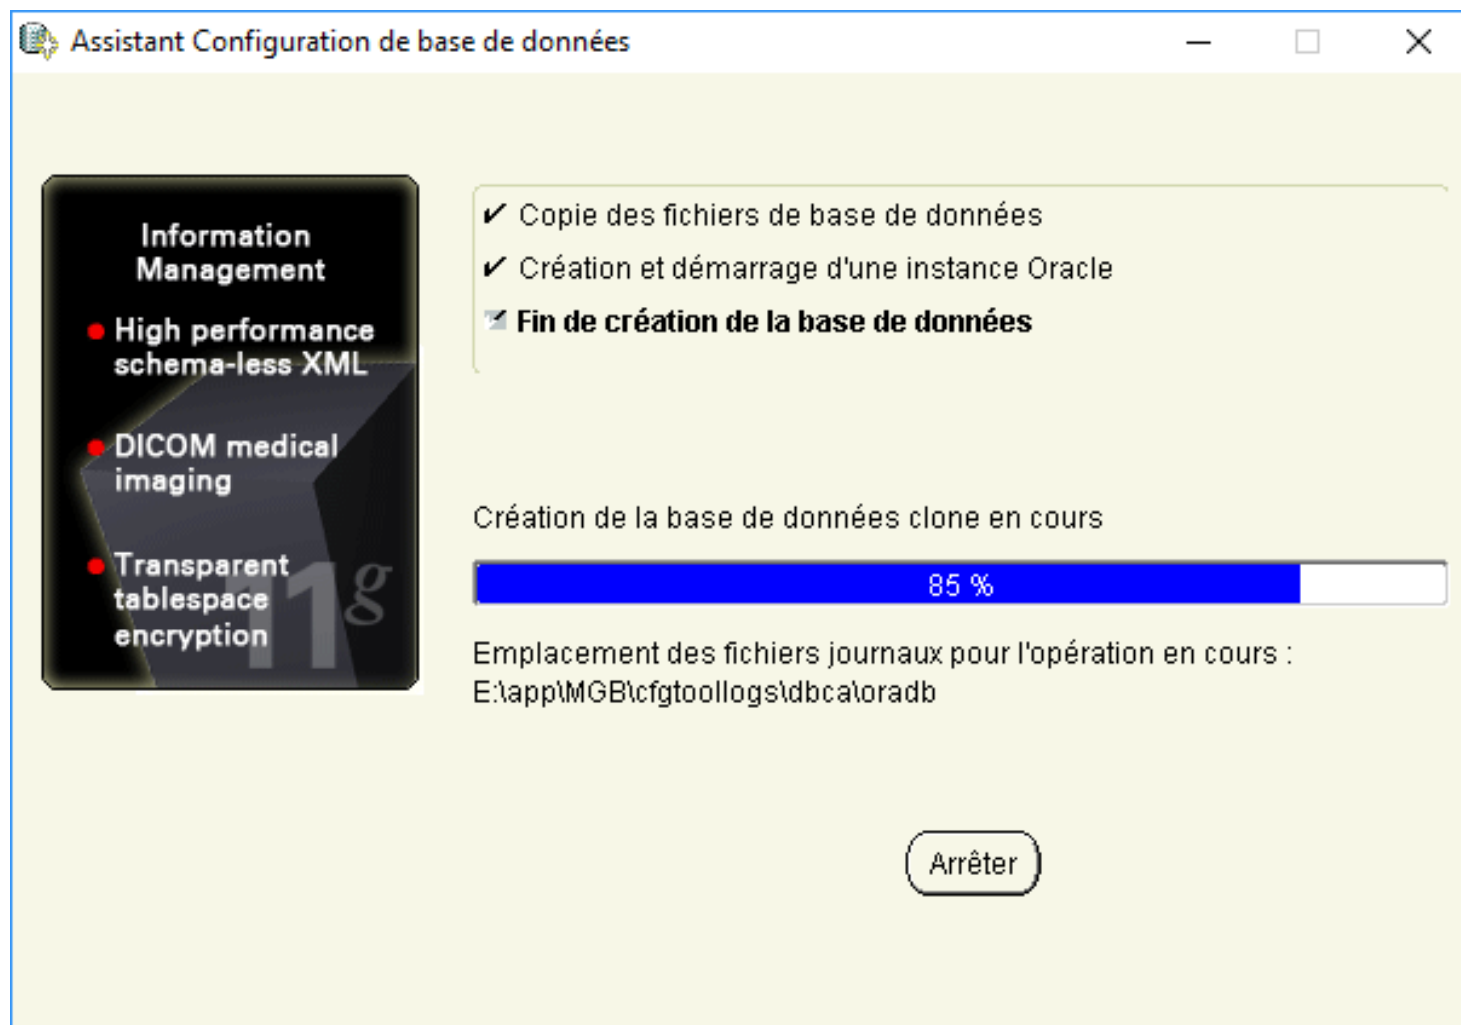 Assistant Configuration de base de données
Information
Management
High performance
schema-less XML
DICOM medical
imaging
Transparent
tablespace
encryption
11g
Copie des fichiers de base de données
Création et démarrage d'une instance Oracle
Fin de création de la base de données
Création de la base de données clone en cours
85 %
Emplacement des fichiers journaux pour l'opération en cours :
E:\app\MGB\cfgtoollogs\dbca\oradb
Arrêter